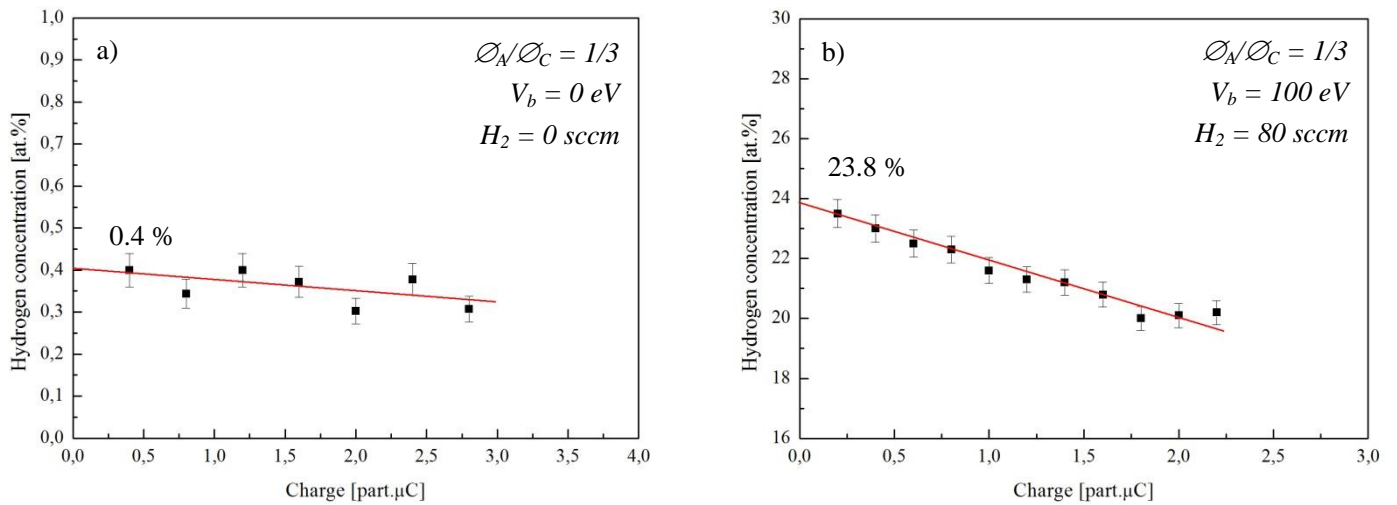 a)
∅A/∅C = 1/3
Vb = 0 eV
H2 = 0 sccm
0.4 %
Hydrogen concentration [at.%]
1,0
0,9
0,8
0,7
0,6
0,5
0,4
0,3
0,2
0,1
0,0
0,0 0,5 1,0 1,5 2,0 2,5 3,0 3,5 4,0
Charge [part.µC]
b)
∅A/∅C = 1/3
Vb = 100 eV
H2 = 80 sccm
23.8 %
Hydrogen concentration [at.%]
30
28
26
24
22
20
18
16
0,0 0,5 1,0 1,5 2,0 2,5 3,0
Charge [part.µC]